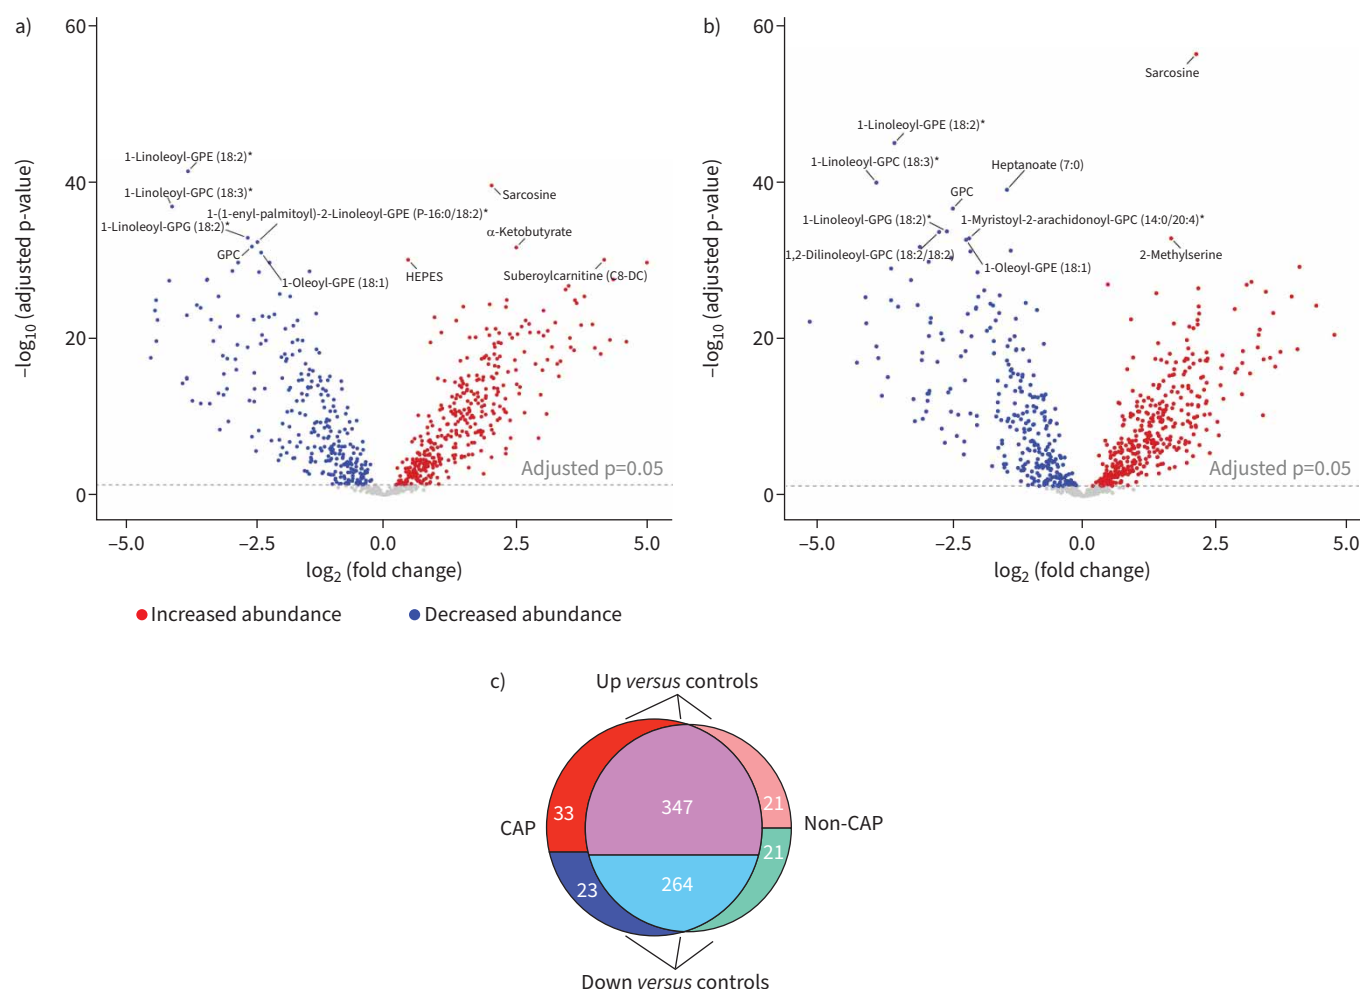 a)
60
40
20
0
–log10 (adjusted p-value)
1-Linoleoyl-GPE (18:2)*
1-Linoleoyl-GPC (18:3)*
1-(1-enyl-palmitoyl)-2-Linoleoyl-GPE (P-16:0/18:2)*
1-Linoleoyl-GPG (18:2)*
GPC
1-Oleoyl-GPE (18:1)
Sarcosine
α-Ketobutyrate
HEPES
Suberoylcarnitine (C8-DC)
Adjusted p=0.05
–5.0 –2.5 0.0 2.5 5.0
log2 (fold change)
b)
60
40
20
0
–log10 (adjusted p-value)
Sarcosine
1-Linoleoyl-GPE (18:2)*
1-Linoleoyl-GPC (18:3)*
Heptanoate (7:0)
GPC
1-Linoleoyl-GPG (18:2)*
1-Myristoyl-2-arachidonoyl-GPC (14:0/20:4)*
1,2-Dilinoleoyl-GPC (18:2/18:2)
1-Oleoyl-GPE (18:1)
2-Methylserine
Adjusted p=0.05
–5.0 –2.5 0.0 2.5 5.0
log2 (fold change)
Increased abundance
Decreased abundance
c)
Up versus controls
CAP
33
347
21
Non-CAP
23
264
21
Down versus controls